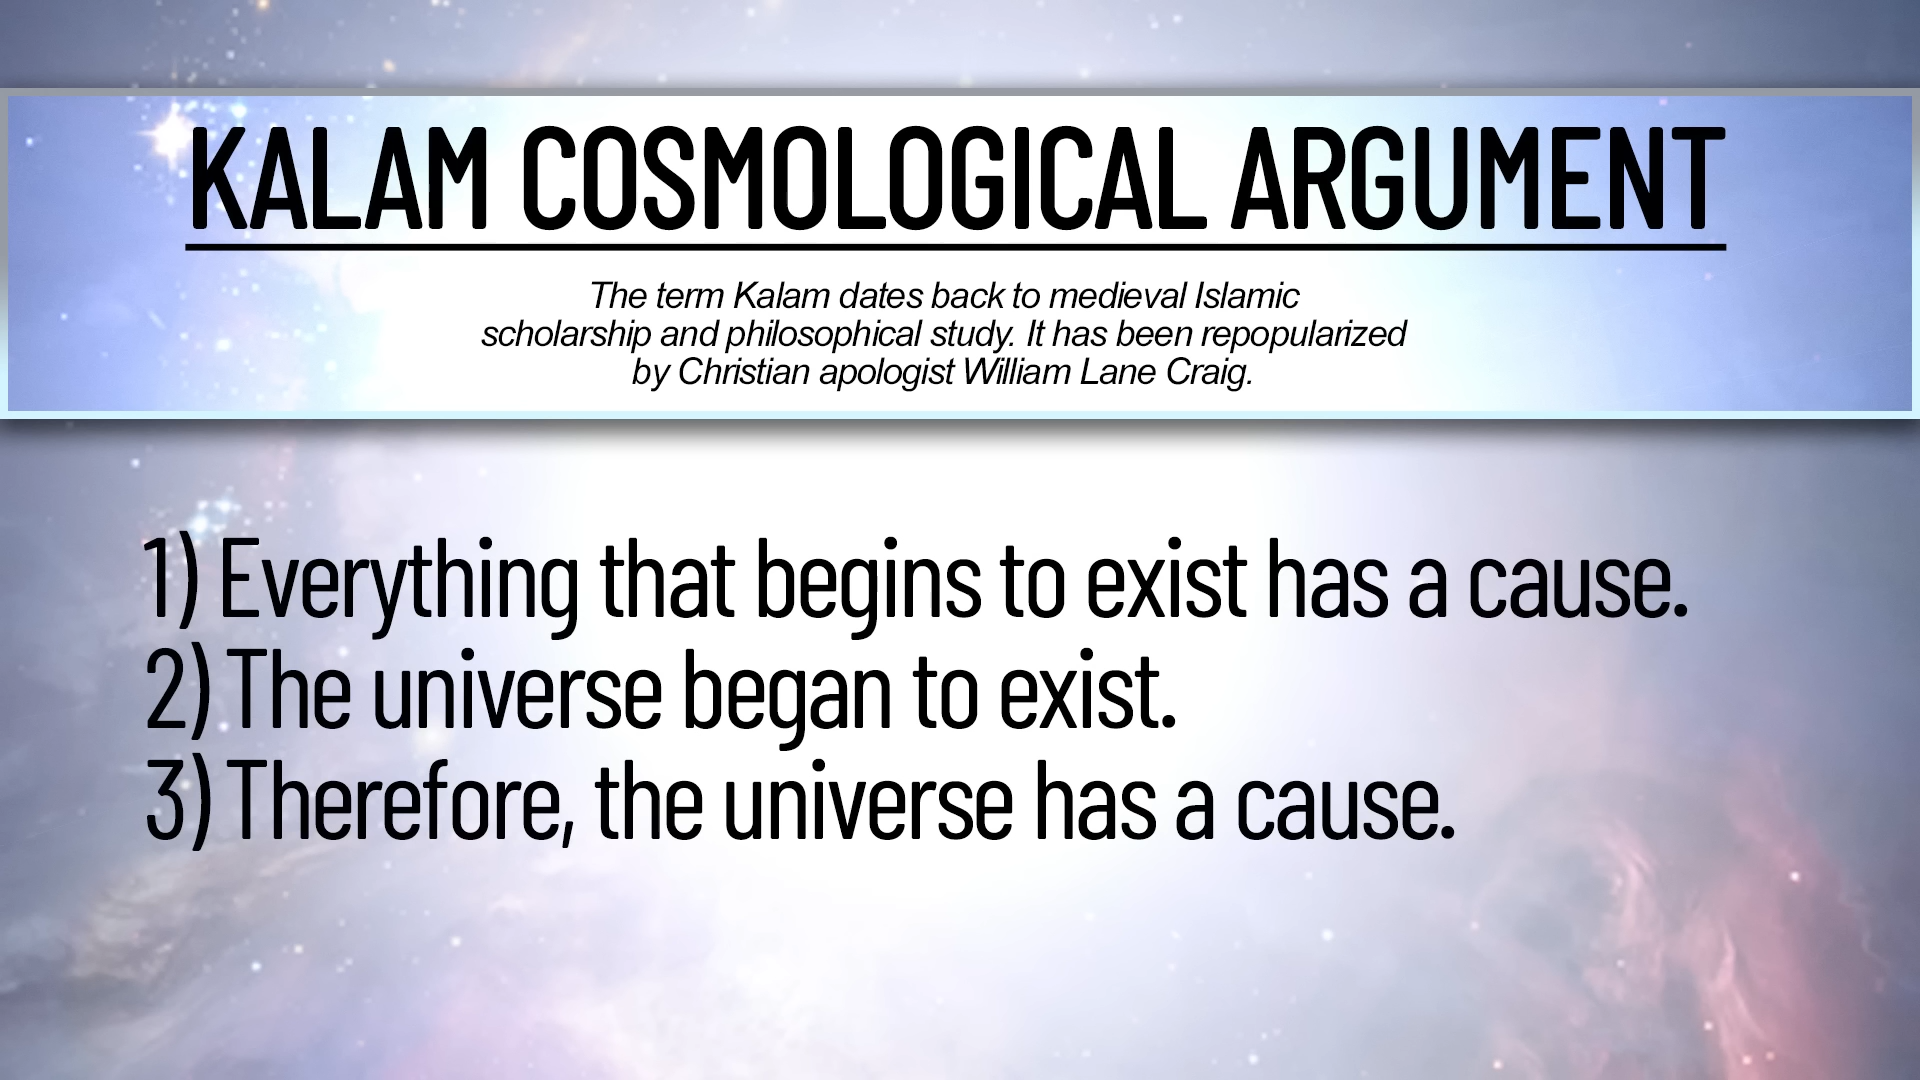 KALAM COSMOLOGICAL ARGUMENT
The term Kalam dates back to medieval Islamic
scholarship and philosophical study. It has been repopularized
by Christian apologist William Lane Craig.
1) Everything that begins to exist has a cause.
2) The universe began to exist.
3) Therefore, the universe has a cause.